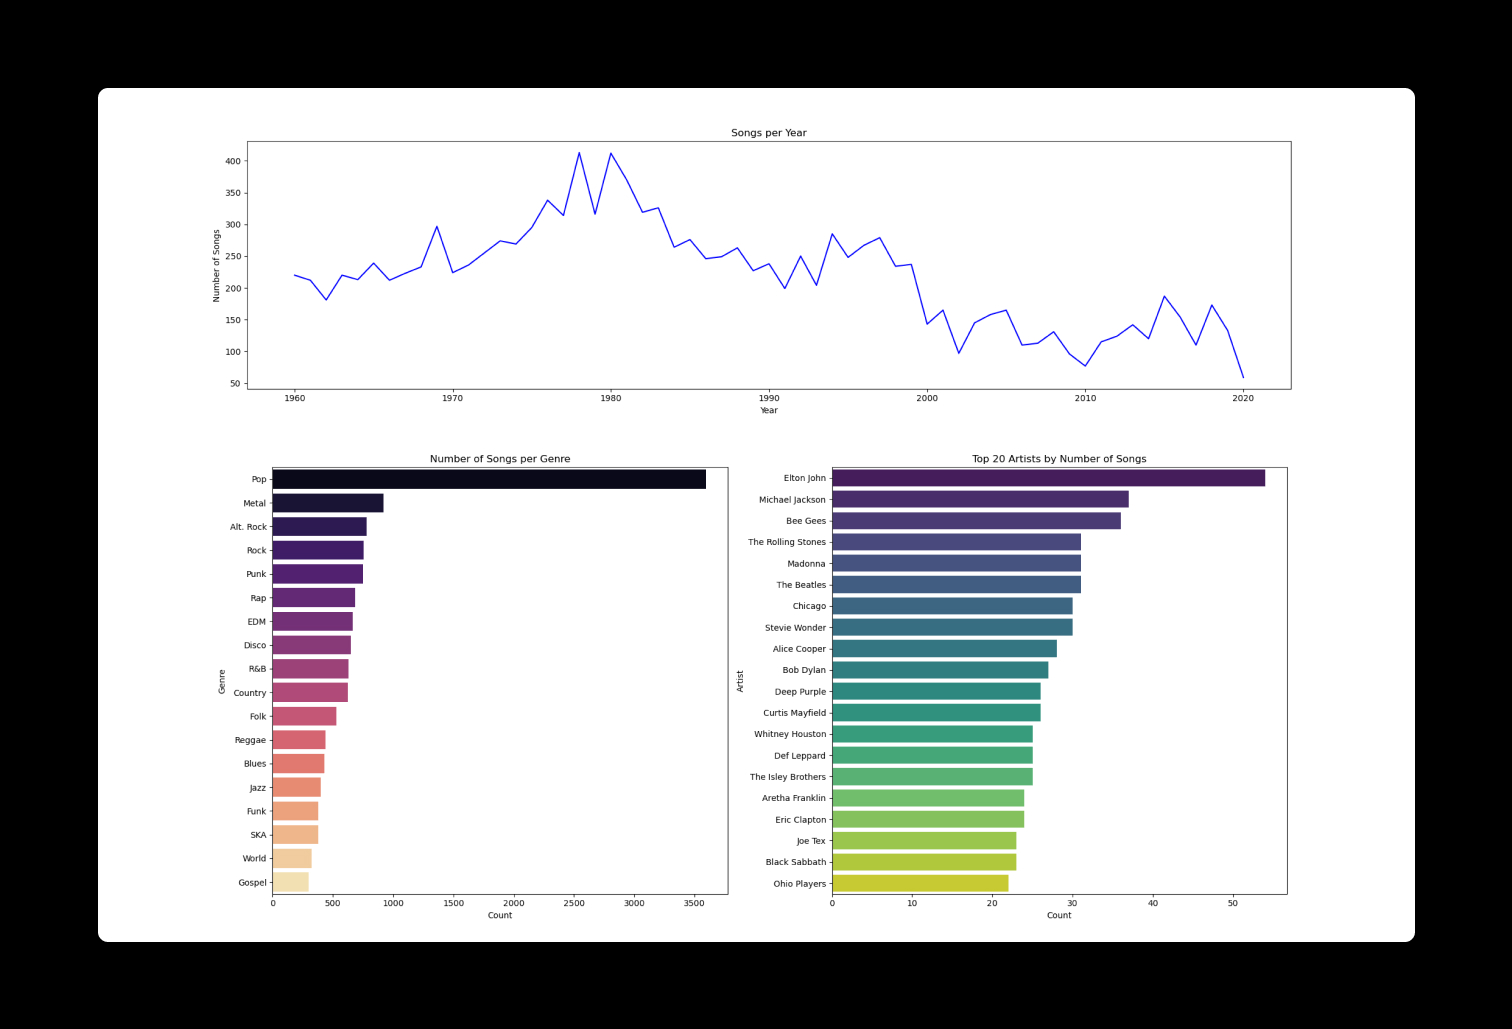 Songs per Year
400
350
300
250
200
150
100
50
Number of Songs
1960 1970 1980 1990 2000 2010 2020
Year
Number of Songs per Genre
Genre
Pop
Metal
Alt. Rock
Rock
Punk
Rap
EDM
Disco
R&B
Country
Folk
Reggae
Blues
Jazz
Funk
SKA
World
Gospel
0 500 1000 1500 2000 2500 3000 3500
Count
Top 20 Artists by Number of Songs
Artist
Elton John
Michael Jackson
Bee Gees
The Rolling Stones
Madonna
The Beatles
Chicago
Stevie Wonder
Alice Cooper
Bob Dylan
Deep Purple
Curtis Mayfield
Whitney Houston
Def Leppard
The Isley Brothers
Aretha Franklin
Eric Clapton
Joe Tex
Black Sabbath
Ohio Players
0 10 20 30 40 50
Count